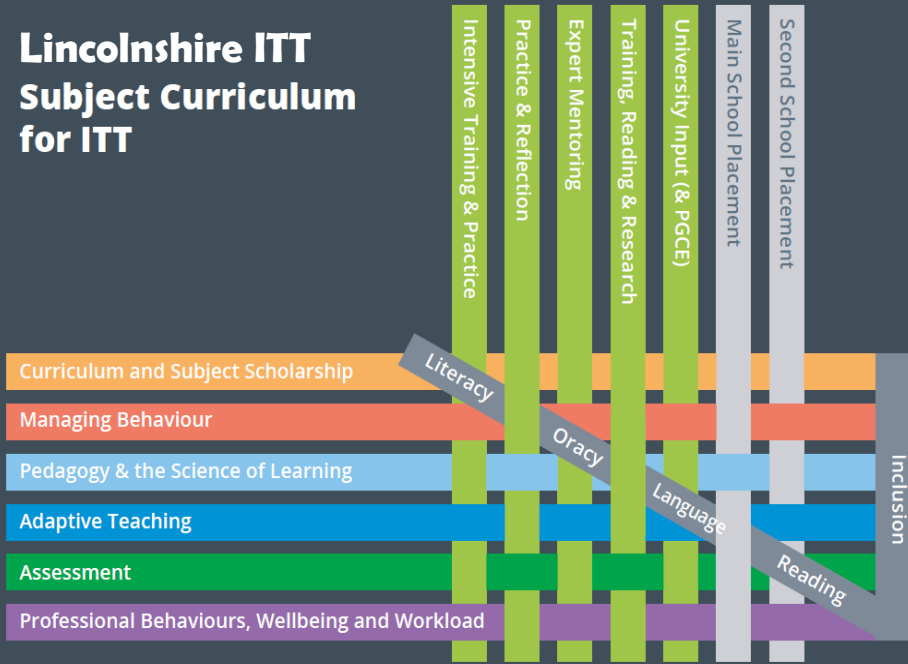 Lincolnshire ITT
Subject Curriculum
for ITT
Intensive Training & Practice
Practice & Reflection
Expert Mentoring
Training, Reading & Research
University Input (& PGCE)
Main School Placement
Second School Placement
Curriculum and Subject Scholarship
Managing Behaviour
Pedagogy & the Science of Learning
Adaptive Teaching
Assessment
Professional Behaviours, Wellbeing and Workload
Literacy
Oracy
Language
Reading
Inclusion